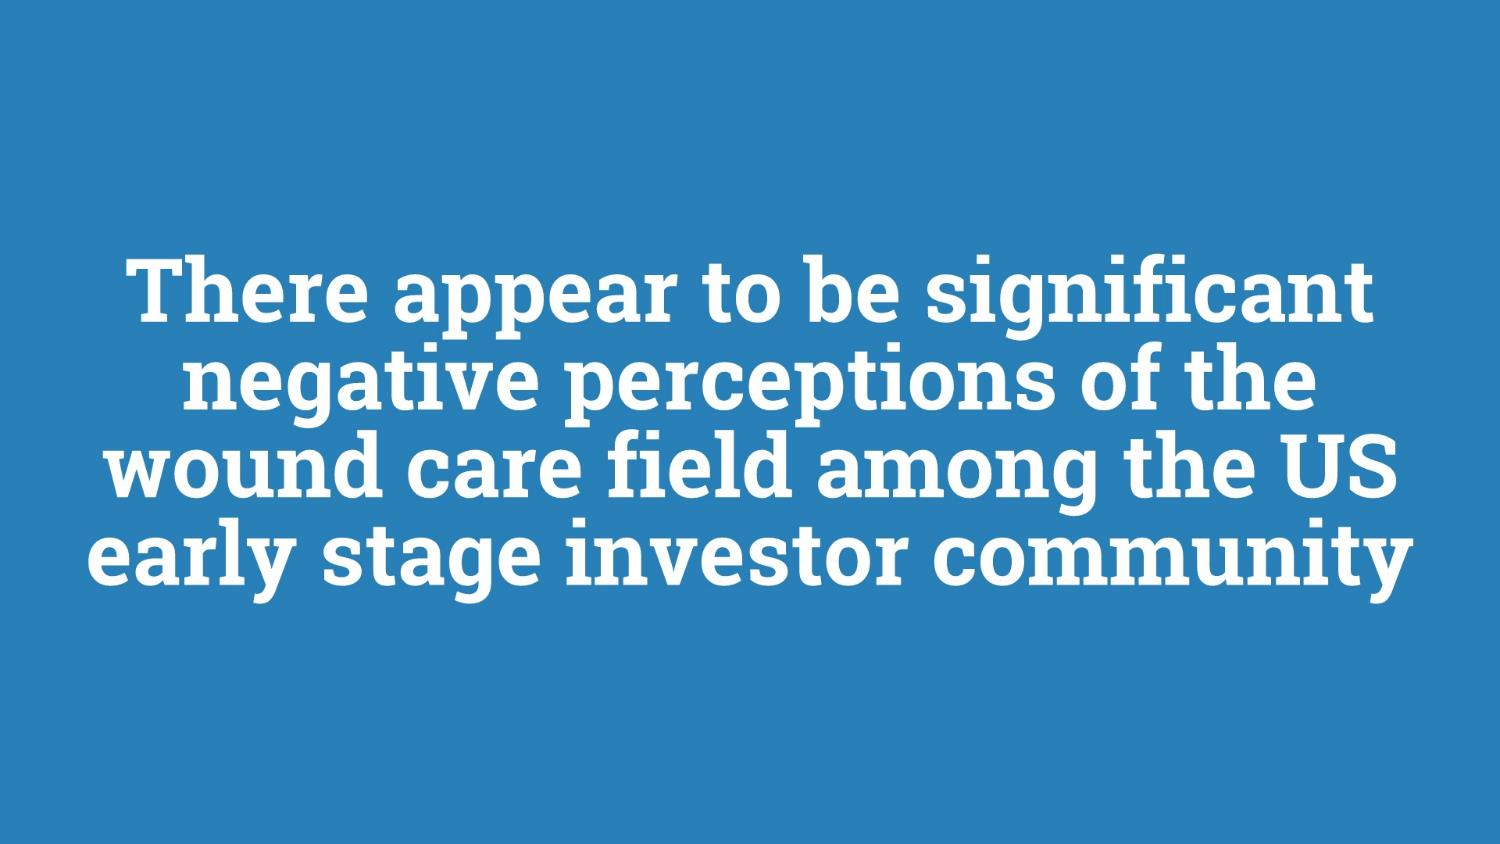 There appear to be significant
negative perceptions of the
wound care field among the US
early stage investor community